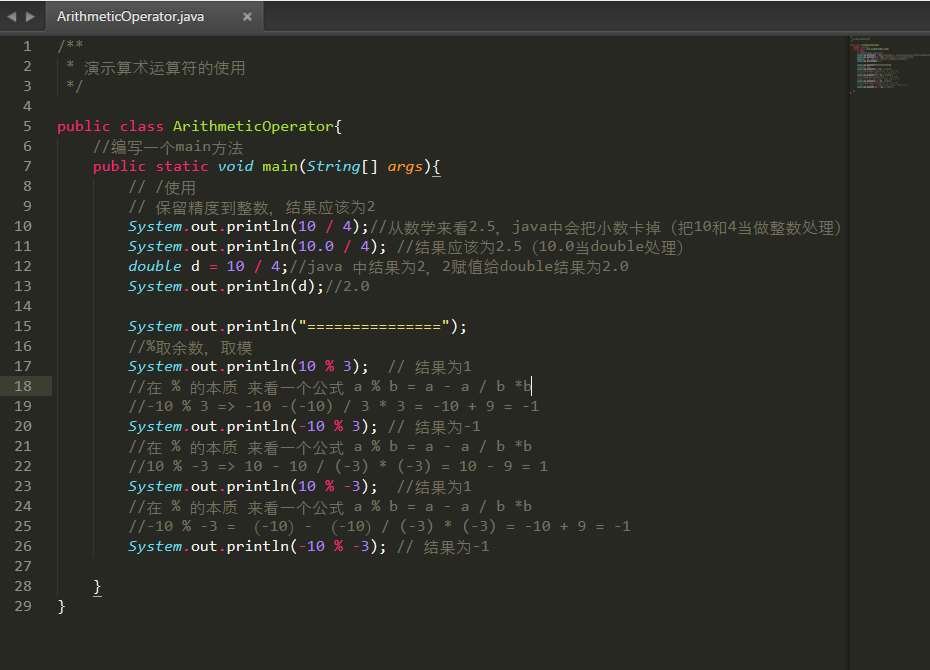 ArithmeticOperator.java
1 /**
2  * 演示算术运算符的使用
3  */
4
5 public class ArithmeticOperator{
6 //编写一个main方法
7 public static void main(String[] args){
8 // /使用
9 // 保留精度到整数，结果应该为2
10 System.out.println(10 / 4);//从数学来看2.5，java中会把小数卡掉（把10和4当做整数处理）
11 System.out.println(10.0 / 4); //结果应该为2.5（10.0当double处理）
12 double d = 10 / 4;//java 中结果为2，2赋值给double结果为2.0
13 System.out.println(d);//2.0
14
15 System.out.println("===============");
16 //%取余数，取模
17 System.out.println(10 % 3);  // 结果为1
18 //在 % 的本质 来看一个公式 a % b = a - a / b *b
19 //-10 % 3 => -10 -(-10) / 3 * 3 = -10 + 9 = -1
20 System.out.println(-10 % 3); // 结果为-1
21 //在 % 的本质 来看一个公式 a % b = a - a / b *b
22 //10 % -3 => 10 - 10 / (-3) * (-3) = 10 - 9 = 1
23 System.out.println(10 % -3);  //结果为1
24 //在 % 的本质 来看一个公式 a % b = a - a / b *b
25 //-10 % -3 = （-10）- （-10）/ (-3) * (-3) = -10 + 9 = -1
26 System.out.println(-10 % -3); // 结果为-1
27
28 }
29 }